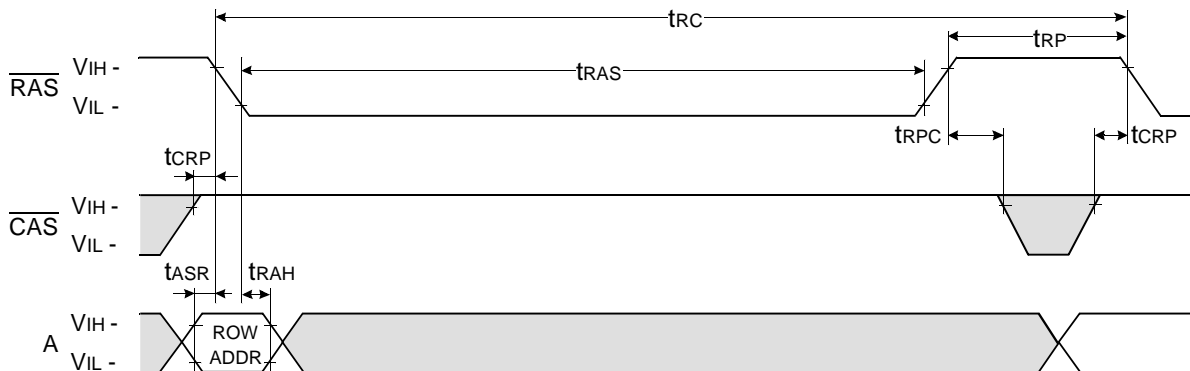 tRC
tRP
RAS VIH -
VIL -
tRAS
tRPC
tCRP
tCRP
CAS VIH -
VIL -
tASR
tRAH
A VIH -
VIL -
ROW
ADDR